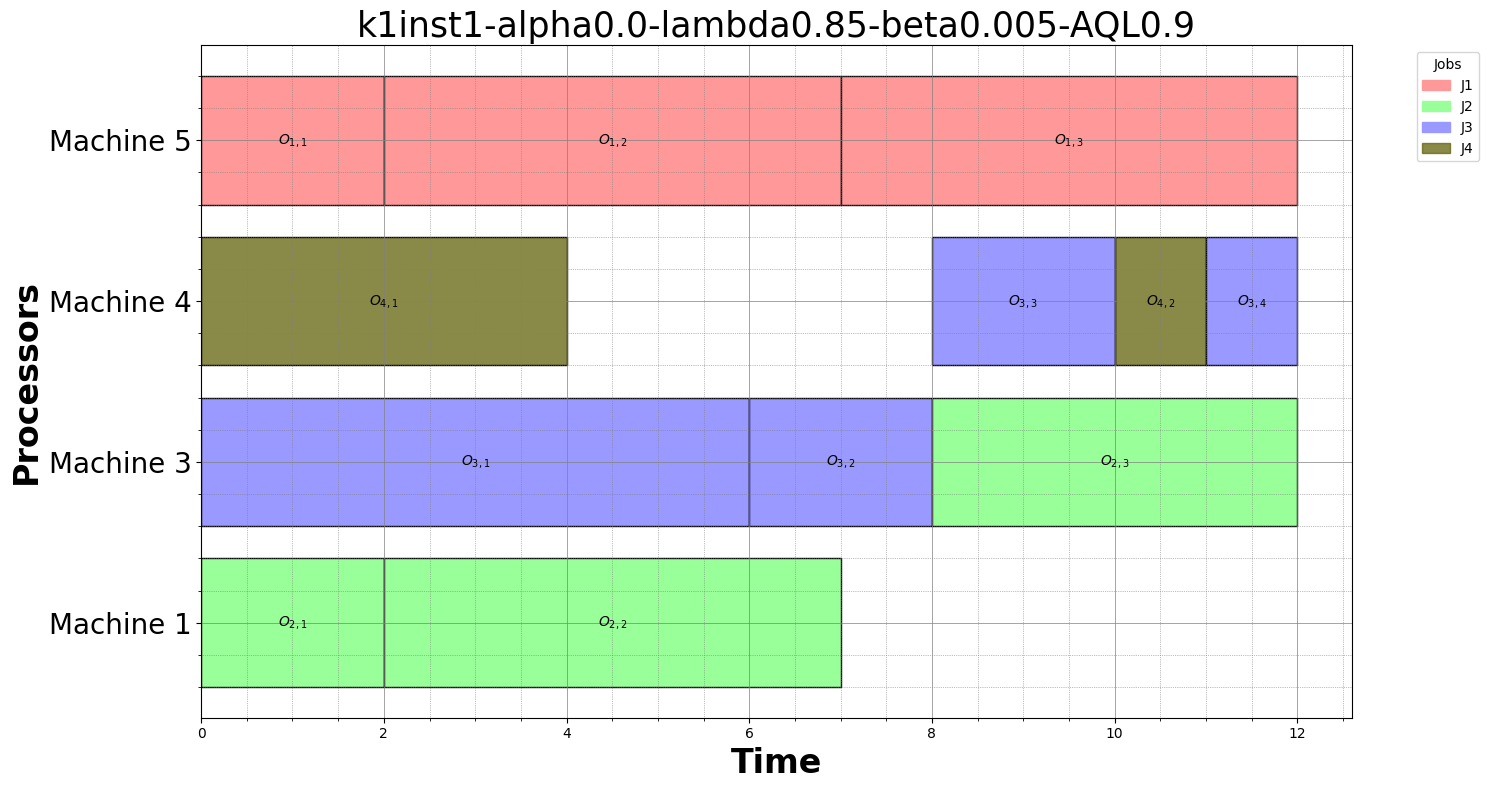 k1inst1-alpha0.0-lambda0.85-beta0.005-AQL0.9
Jobs
J1
J2
J3
J4
Processors
Machine 5
O1,1
O1,2
O1,3
Machine 4
O4,1
O3,3
O4,2
O3,4
Machine 3
O3,1
O3,2
O2,3
Machine 1
O2,1
O2,2
0 2 4 6 8 10 12
Time